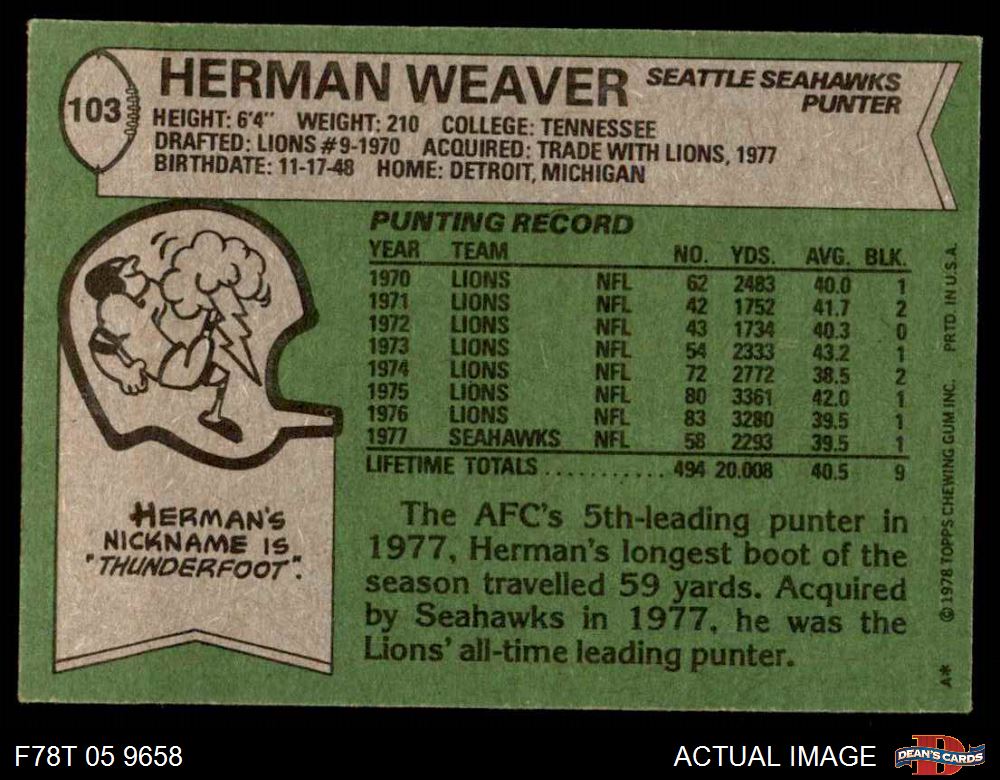 103
HERMAN WEAVER
SEATTLE SEAHAWKS
PUNTER
HEIGHT: 6'4" WEIGHT: 210 COLLEGE: TENNESSEE
DRAFTED: LIONS #9-1970 ACQUIRED: TRADE WITH LIONS, 1977
BIRTHDATE: 11-17-48 HOME: DETROIT, MICHIGAN
PUNTING RECORD
YEAR TEAM NO. YDS. AVG. BLK.
1970 LIONS NFL 62 2483 40.0 1
1971 LIONS NFL 42 1752 41.7 2
1972 LIONS NFL 43 1734 40.3 0
1973 LIONS NFL 54 2333 43.2 1
1974 LIONS NFL 72 2772 38.5 2
1975 LIONS NFL 80 3361 42.0 1
1976 LIONS NFL 83 3280 39.5 1
1977 SEAHAWKS NFL 58 2293 39.5 1
LIFETIME TOTALS .......... 494 20.008 40.5 9
HERMAN'S
NICKNAME IS
"THUNDERFOOT".
The AFC's 5th-leading punter in
1977, Herman's longest boot of the
season travelled 59 yards. Acquired
by Seahawks in 1977, he was the
Lions' all-time leading punter.
A* © 1978 TOPPS CHEWING GUM INC. PRTD. IN U.S.A.
F78T 05 9658
ACTUAL IMAGE
D
DEAN'S CARDS